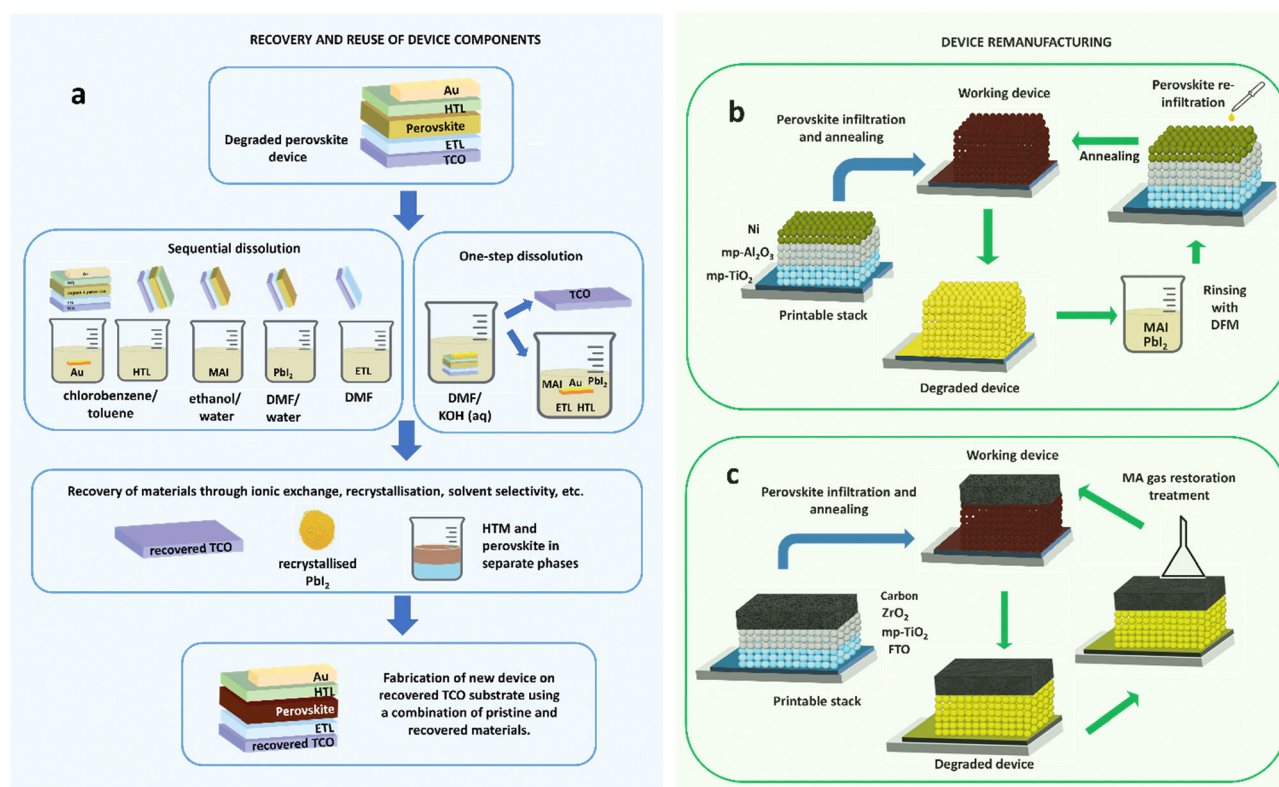 RECOVERY AND REUSE OF DEVICE COMPONENTS
a
Degraded perovskite
device
Au
HTL
Perovskite
ETL
TCO
Sequential dissolution
Au
Au
HTL
MAI
PbI2
ETL
chlorobenzene/
toluene
ethanol/
water
DMF/
water
DMF
One-step dissolution
TCO
DMF/
KOH (aq)
MAI Au PbI2
ETL HTL
Recovery of materials through ionic exchange, recrystallisation, solvent selectivity, etc.
recovered TCO
recrystallised
PbI2
HTM and
perovskite in
separate phases
Au
HTL
Perovskite
ETL
recovered TCO
Fabrication of new device on
recovered TCO substrate using
a combination of pristine and
recovered materials.
DEVICE REMANUFACTURING
b
Perovskite infiltration
and annealing
Working device
Perovskite re-
infiltration
Annealing
Ni
mp-Al2O3
mp-TiO2
Printable stack
Degraded device
MAI
PbI2
Rinsing
with
DFM
c
Perovskite infiltration and
annealing
Working device
MA gas restoration
treatment
Carbon
ZrO2
mp-TiO2
FTO
Printable stack
Degraded device